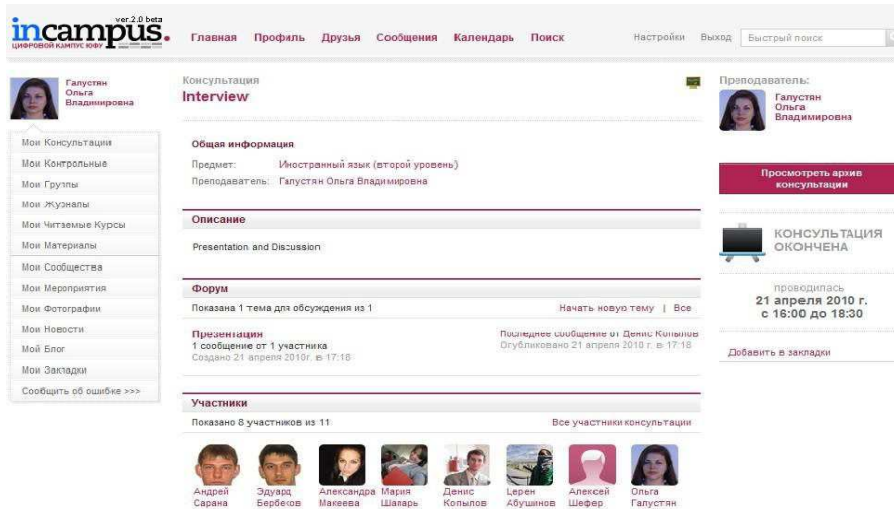 ver.2.0 beta
incampus.
ЦИФРОВОЙ КАМПУС ЮФУ
Главная Профиль Друзья Сообщения Календарь Поиск
Настройки Выход Быстрый поиск
Галустян
Ольга
Владимировна
Мои Консультации
Мои Контрольные
Мои Группы
Мои Журналы
Мои Читаемые Курсы
Мои Материалы
Мои Сообщества
Мои Мероприятия
Мои Фотографии
Мои Новости
Мой Блог
Мои Закладки
Сообщить об ошибке >>>
Консультация
Interview
Общая информация
Предмет: Иностранный язык (второй уровень)
Преподаватель: Галустян Ольга Владимировна
Описание
Presentation and Discussion
Форум
Показана 1 тема для обсуждения из 1 Начать новую тему | Все
Презентация Последнее сообщение от Денис Копылов
1 сообщение от 1 участника Опубликовано 21 апреля 2010 г. в 17:18
Создано 21 апреля 2010г. в 17:18
Участники
Показано 8 участников из 11 Все участники консультации
Андрей Эдуард Александра Мария Денис Церен Алексей Ольга
Сарана Бербеков Макеева Шапарь Копылов Абушинов Шефер Галустян
Преподаватель:
Галустян
Ольга
Владимировна
Просмотреть архив
консультации
КОНСУЛЬТАЦИЯ
ОКОНЧЕНА
проводилась
21 апреля 2010 г.
с 16:00 до 18:30
Добавить в закладки